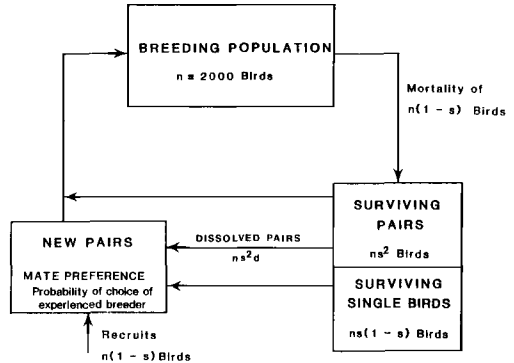 BREEDING POPULATION
n = 2000 Birds
Mortality of
n(1 - s) Birds
SURVIVING
PAIRS
ns² Birds
DISSOLVED PAIRS
ns²d
NEW PAIRS
MATE PREFERENCE
Probability of choice of
experienced breeder
SURVIVING
SINGLE BIRDS
ns(1 - s) Birds
Recruits
n(1 - s) Birds